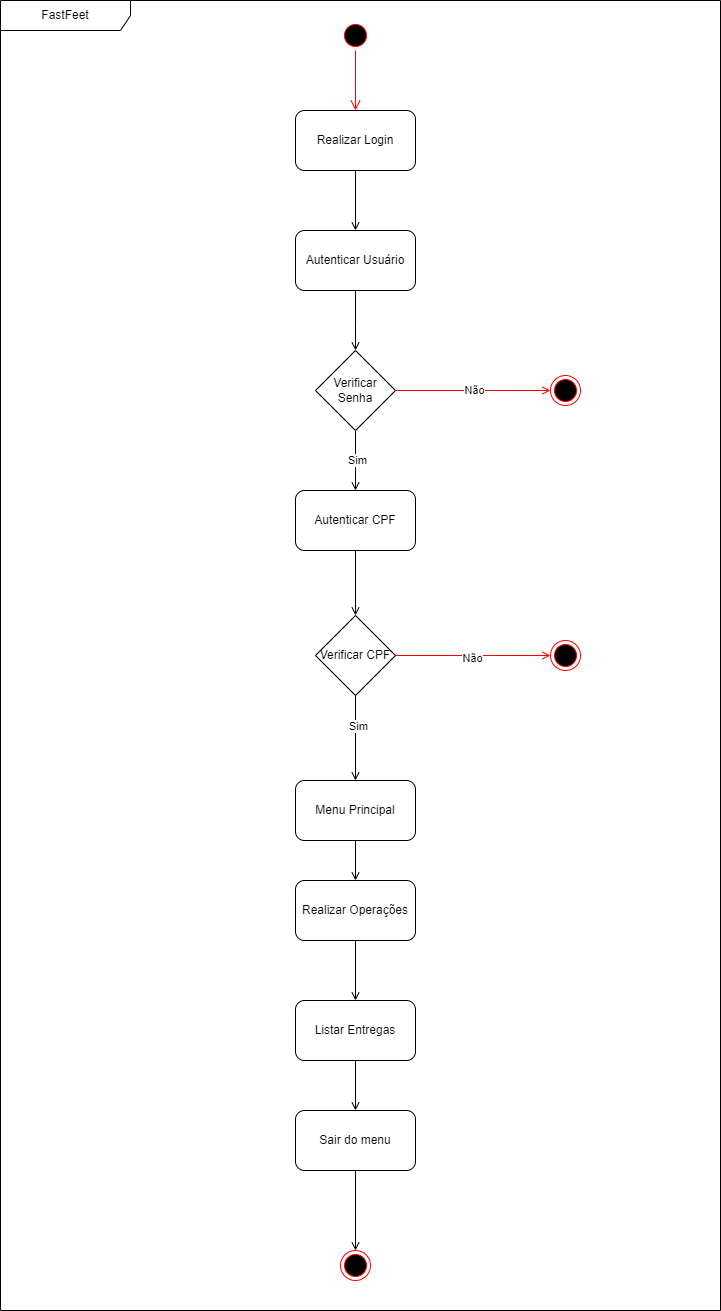 FastFeet
Realizar Login
Autenticar Usuário
Verificar
Senha
Não
Sim
Autenticar CPF
Verificar CPF
Não
Sim
Menu Principal
Realizar Operações
Listar Entregas
Sair do menu